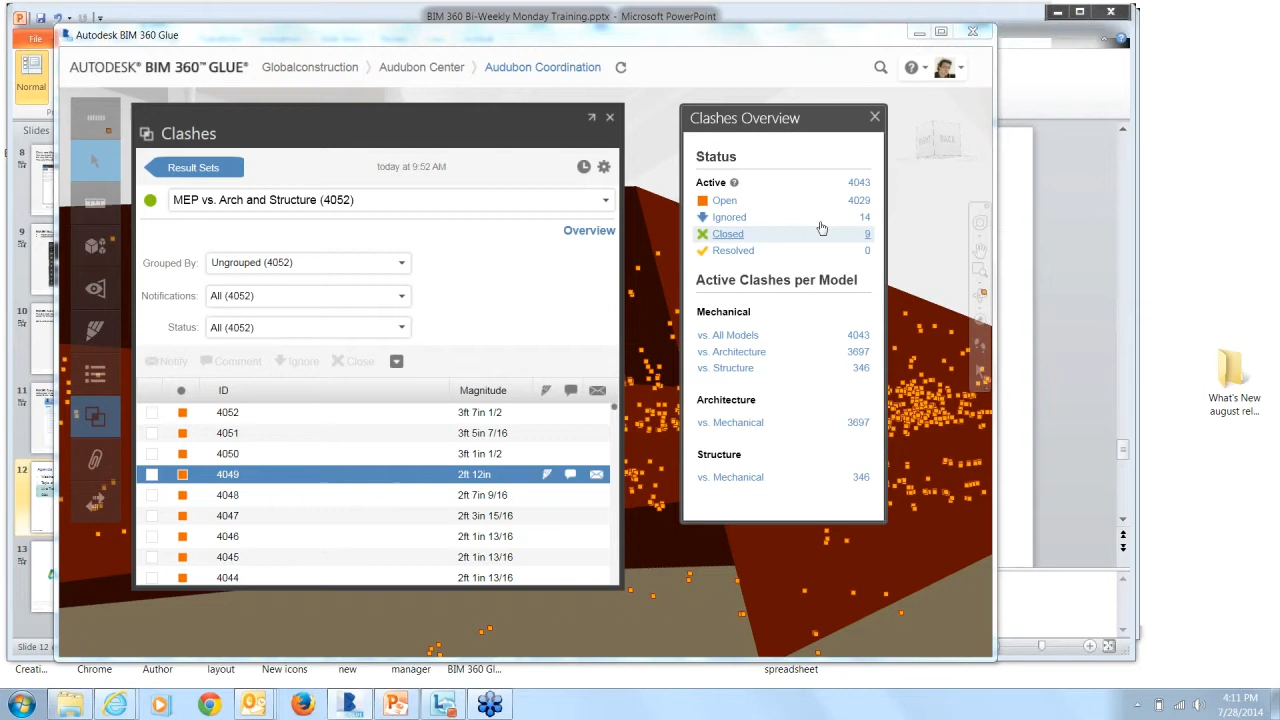 BIM 360 Bi-Weekly Monday Training.pptx - Microsoft PowerPoint
File
Autodesk BIM 360 Glue
AUTODESK® BIM 360™ GLUE® Globalconstruction Audubon Center Audubon Coordination
Normal
Slides
8
9
10
11
12
13
Clashes
Result Sets today at 9:52 AM
MEP vs. Arch and Structure (4052)
Overview
Grouped By: Ungrouped (4052)
Notifications: All (4052)
Status: All (4052)
Notify Comment Ignore Close
ID Magnitude
4052 3ft 7in 1/2
4051 3ft 5in 7/16
4050 3ft 1in 1/2
4049 2ft 12in
4048 2ft 7in 9/16
4047 2ft 3in 15/16
4046 2ft 1in 13/16
4045 2ft 1in 13/16
4044 2ft 1in 13/16
Clashes Overview
Status
Active 4043
Open 4029
Ignored 14
Closed 9
Resolved 0
Active Clashes per Model
Mechanical
vs. All Models 4043
vs. Architecture 3697
vs. Structure 346
Architecture
vs. Mechanical 3697
Structure
vs. Mechanical 346
BACK
What's New
august rel...
Slide 12
Creati... Chrome Author layout New icons new manager BIM 360 Gl... spreadsheet
4:11 PM
7/28/2014